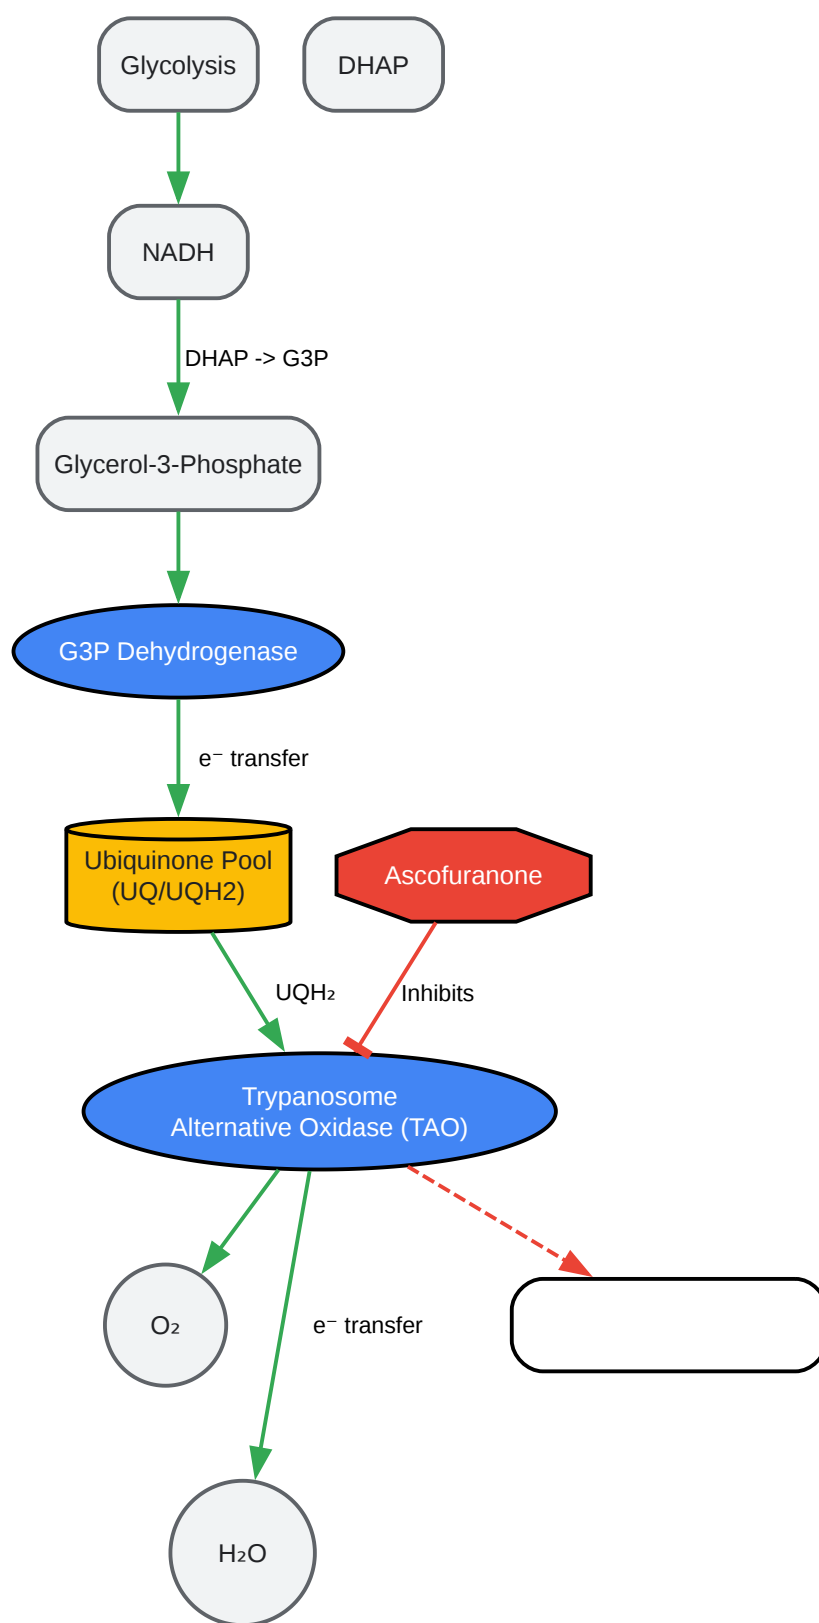 Glycolysis
DHAP
NADH
DHAP -> G3P
Glycerol-3-Phosphate
G3P Dehydrogenase
e⁻ transfer
Ubiquinone Pool
(UQ/UQH2)
Ascofuranone
UQH₂
Inhibits
Trypanosome
Alternative Oxidase (TAO)
O₂
e⁻ transfer
H₂O